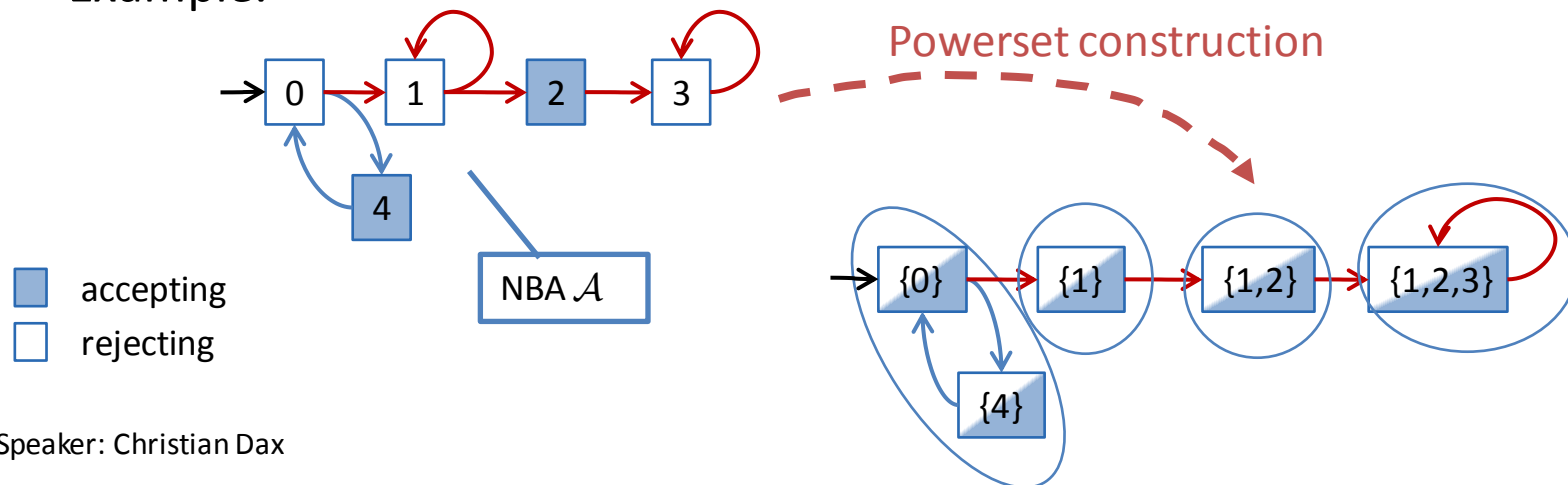 Example:
Powerset construction
0
1
2
3
4
NBA 𝒜
accepting
rejecting
{0}
{1}
{1,2}
{1,2,3}
{4}
Speaker: Christian Dax